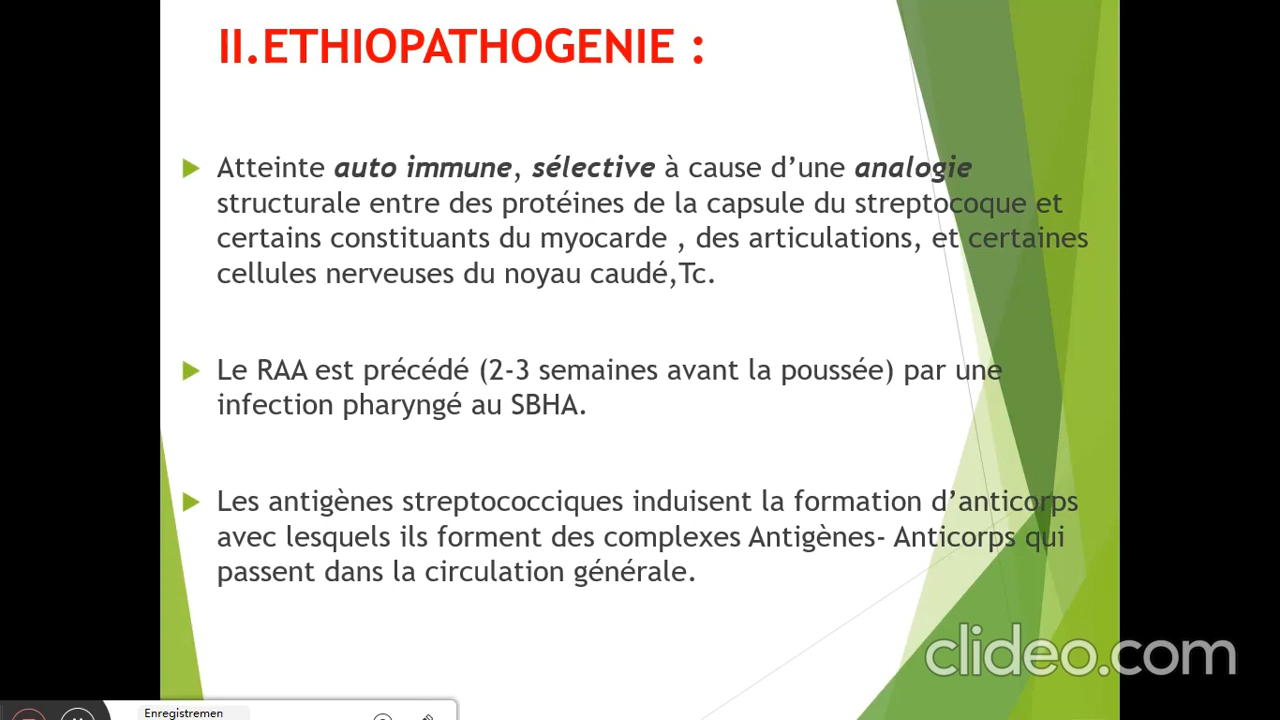 II.ETHIOPATHOGENIE :
Atteinte auto immune, sélective à cause d’une analogie
structurale entre des protéines de la capsule du streptocoque et
certains constituants du myocarde , des articulations, et certaines
cellules nerveuses du noyau caudé,Tc.
Le RAA est précédé (2-3 semaines avant la poussée) par une
infection pharyngé au SBHA.
Les antigènes streptococciques induisent la formation d’anticorps
avec lesquels ils forment des complexes Antigènes- Anticorps qui
passent dans la circulation générale.
clideo.com
Enregistremen